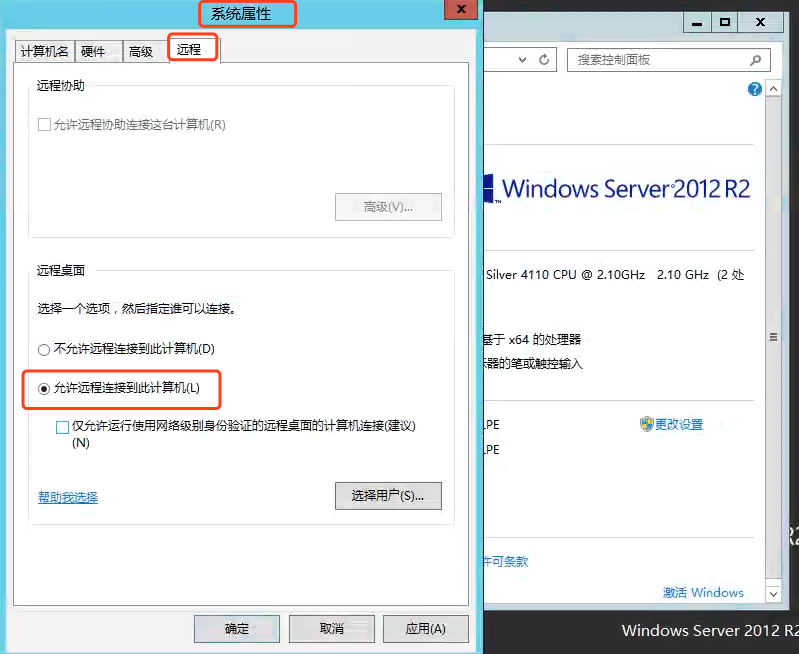 系统属性
计算机名 硬件 高级 远程
远程协助
允许远程协助连接这台计算机(R)
高级(V)...
远程桌面
选择一个选项，然后指定谁可以连接。
不允许远程连接到此计算机(D)
允许远程连接到此计算机(L)
仅允许运行使用网络级别身份验证的远程桌面的计算机连接(建议)
(N)
帮助我选择
选择用户(S)...
确定 取消 应用(A)
搜索控制面板
Windows Server 2012 R2
Silver 4110 CPU @ 2.10GHz 2.10 GHz (2 处
基于 x64 的处理器
示器的笔或触控输入
LPE
更改设置
LPE
许可条款
激活 Windows
R2
Windows Server 2012 R2